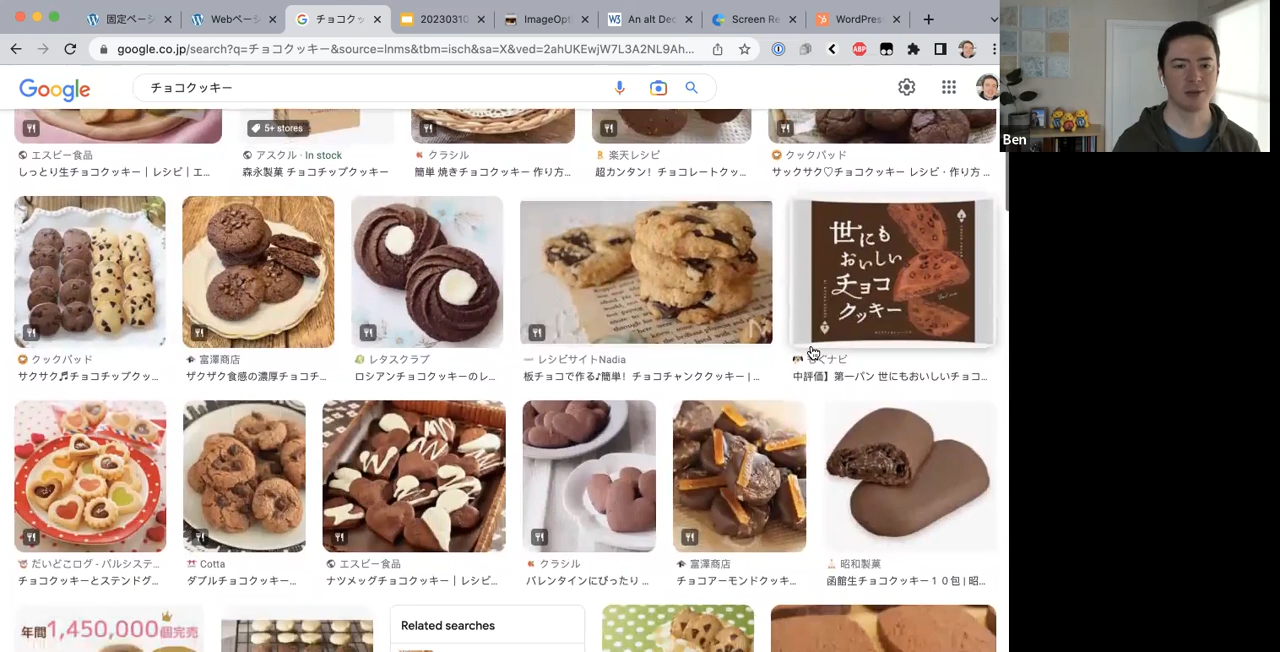 固定ページ
Webページ
チョコクッ
20230310
ImageOpt
An alt Dec
Screen Re
WordPres
google.co.jp/search?q=チョコクッキー&source=lnms&tbm=isch&sa=X&ved=2ahUKEwjW7L3A2NL9Ah...
ABP
Google
チョコクッキー
Ben
5+ stores
エスビー食品
アスクル · In stock
クラシル
楽天レシピ
クックパッド
しっとり生チョコクッキー｜レシピ｜エ...
森永製菓 チョコチップクッキー
簡単 焼きチョコクッキー 作り方...
超カンタン！チョコレートクッ...
サックサク♡チョコクッキー レシピ・作り方 ...
世にも
おいしい
チョコ
クッキー
クックパッド
富澤商店
レタスクラブ
レシピサイトNadia
サクサク♬チョコチップクッ...
ザクザク食感の濃厚チョコチ...
ロシアンチョコクッキーのレ...
板チョコで作る♪簡単！チョコチャンククッキー | ...
中評価】第一パン 世にもおいしいチョコ...
だいどこログ - パルシステ...
Cotta
エスビー食品
クラシル
富澤商店
昭和製菓
チョコクッキーとステンドグ...
ダブルチョコクッキー...
ナツメッグチョコクッキー｜レシピ...
バレンタインにぴったり ...
チョコアーモンドクッキ...
函館生チョコクッキー１０包 | 昭...
年間1,450,000個完売
Related searches